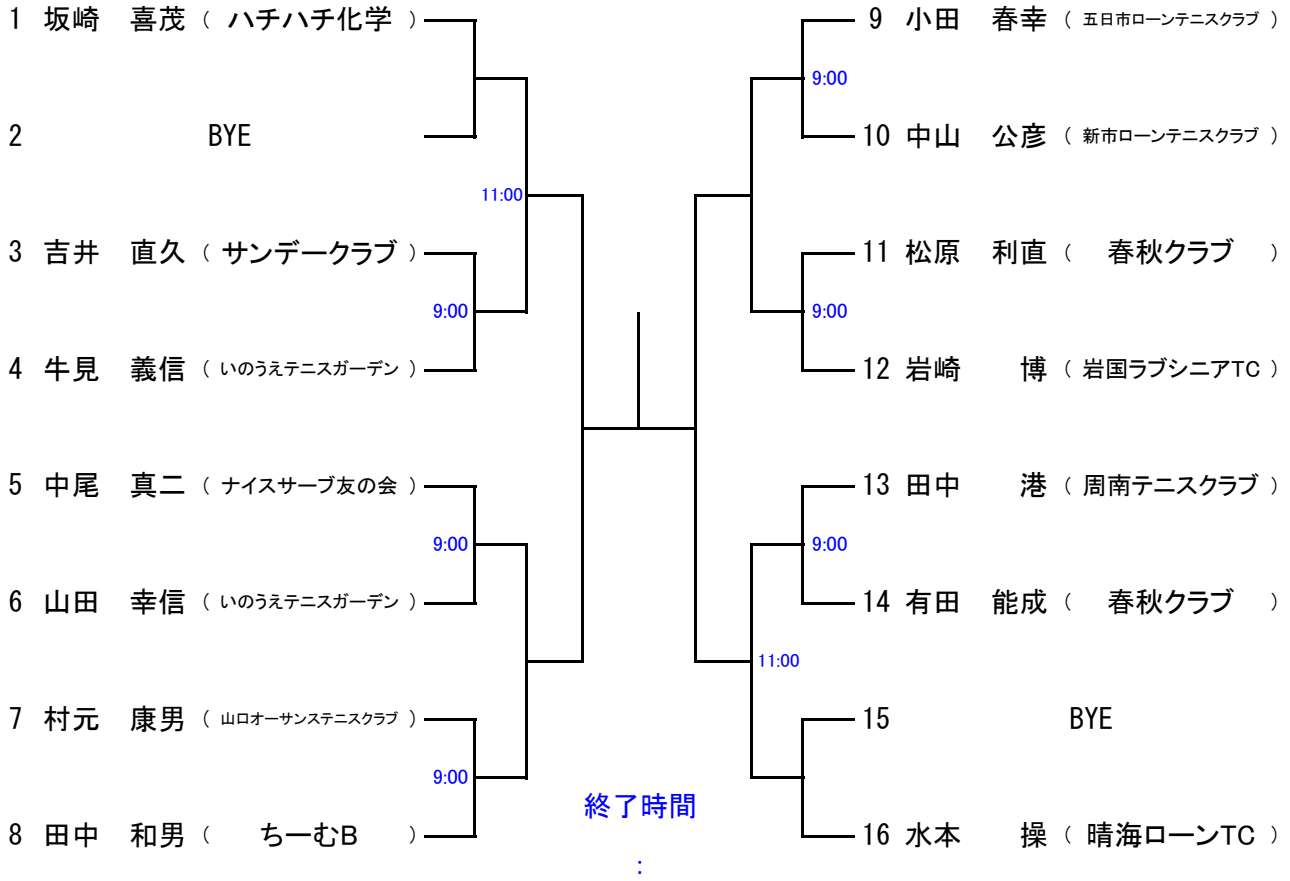 1 坂崎　喜茂 （ ハチハチ化学 ）
2 BYE
11:00
3 吉井　直久 （ サンデークラブ ）
9:00
4 牛見　義信 （ いのうえテニスガーデン ）
5 中尾　真二 （ ナイスサーブ友の会 ）
9:00
6 山田　幸信 （ いのうえテニスガーデン ）
7 村元　康男 （ 山口オーサンステニスクラブ ）
9:00
8 田中　和男 （ ちーむB ）
9 小田　春幸 （ 五日市ローンテニスクラブ ）
9:00
10 中山　公彦 （ 新市ローンテニスクラブ ）
11 松原　利直 （ 春秋クラブ ）
9:00
12 岩崎　博 （ 岩国ラブシニアTC ）
13 田中　港 （ 周南テニスクラブ ）
9:00
14 有田　能成 （ 春秋クラブ ）
11:00
15 BYE
16 水本　操 （ 晴海ローンTC ）
終了時間
: